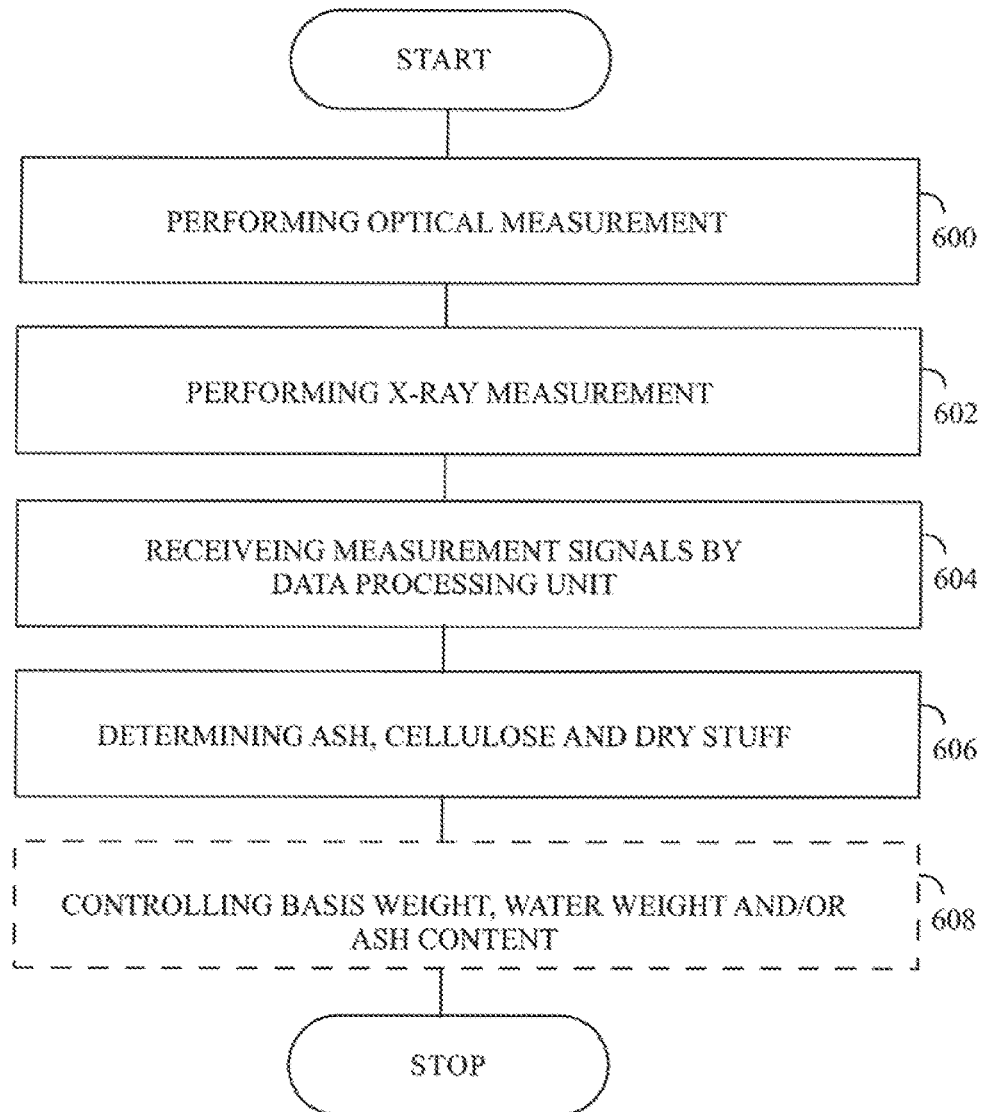 START
PERFORMING OPTICAL MEASUREMENT
600
PERFORMING X-RAY MEASUREMENT
602
RECEIVEING MEASUREMENT SIGNALS BY
DATA PROCESSING UNIT
604
DETERMINING ASH, CELLULOSE AND DRY STUFF
606
CONTROLLING BASIS WEIGHT, WATER WEIGHT AND/OR
ASH CONTENT
608
STOP